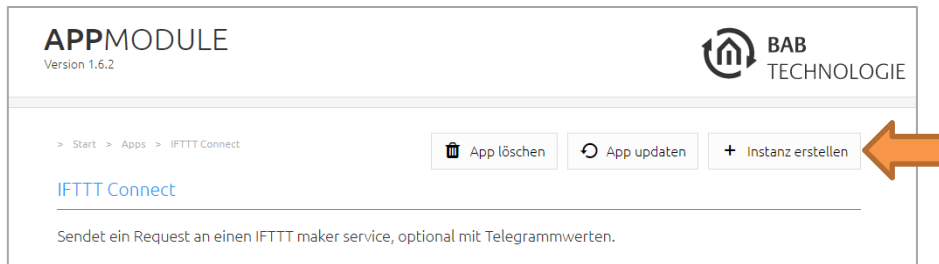 APPMODULE
Version 1.6.2
BAB
TECHNOLOGIE
> Start > Apps > IFTTT Connect
App löschen
App updaten
+ Instanz erstellen
IFTTT Connect
Sendet ein Request an einen IFTTT maker service, optional mit Telegrammwerten.